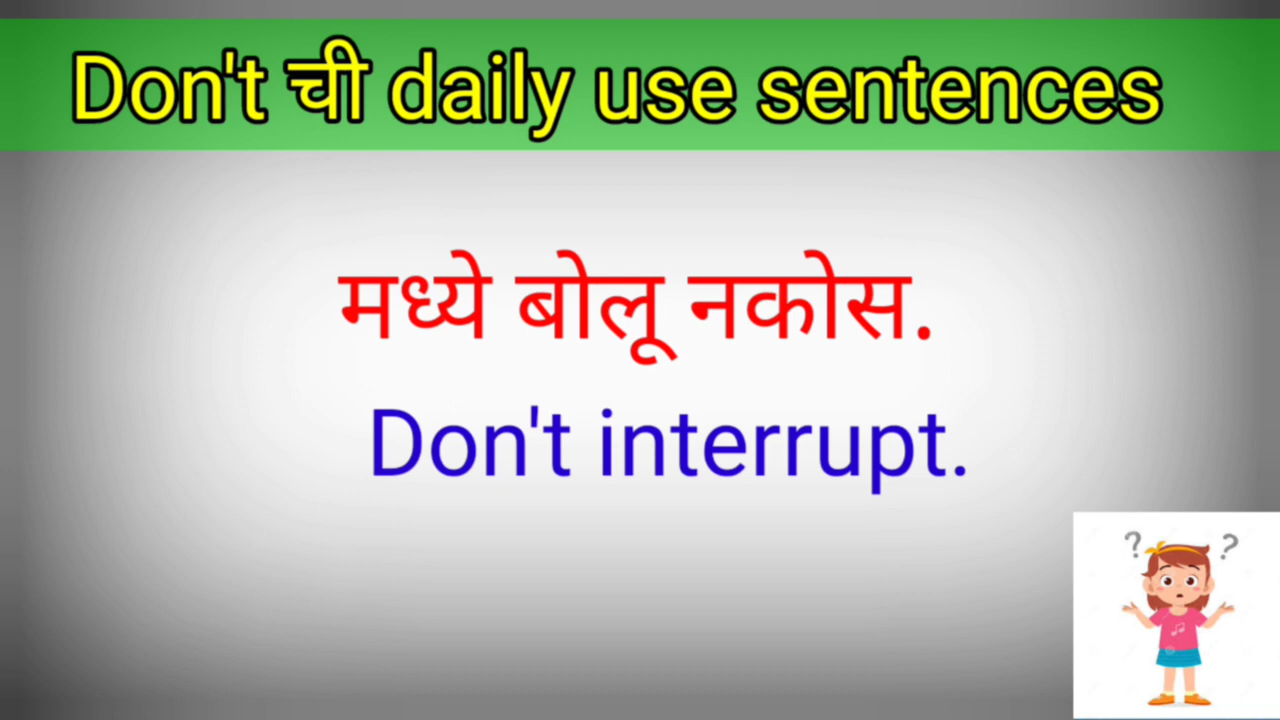 Don't ची daily use sentences
मध्ये बोलू नकोस.
Don't interrupt.
? ?